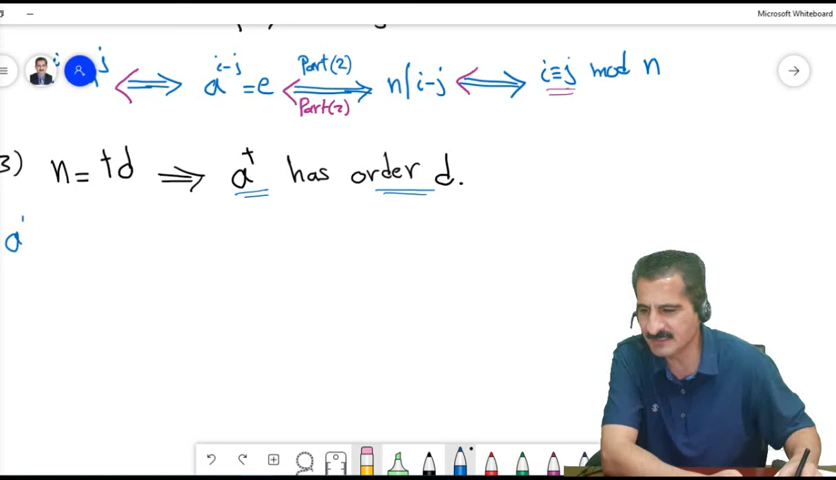 Microsoft Whiteboard
j ⟺ a^{i-j} = e ⟺ n | i-j ⟺ i ≡ j mod n
Part(2)
Part(2)
3) n = td ⟹ a^t has order d.
a